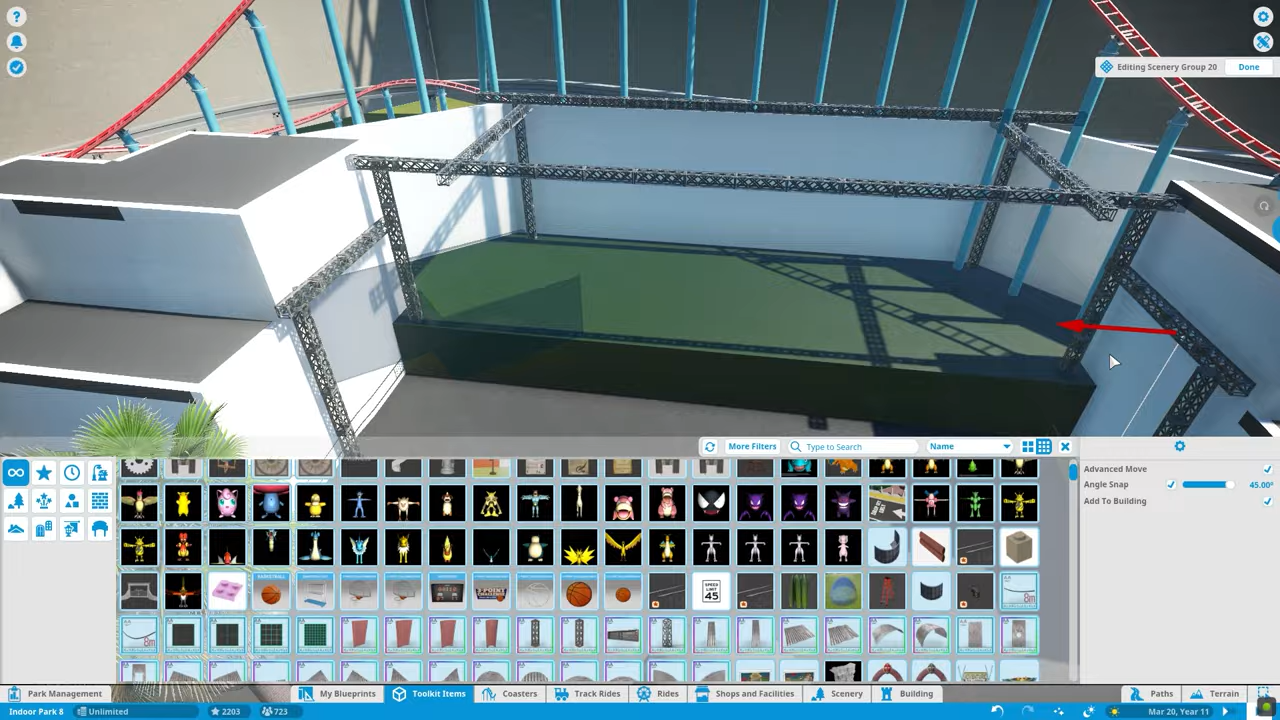 Editing Scenery Group 20 Done
More Filters Type to Search Name
Advanced Move
Angle Snap 45.00°
Add To Building
SPEED LIMIT 45
8m
8m
Park Management My Blueprints Toolkit Items Coasters Track Rides Rides Shops and Facilities Scenery Building Paths Terrain
Indoor Park 8 Unlimited 2203 723 Mar 20, Year 11